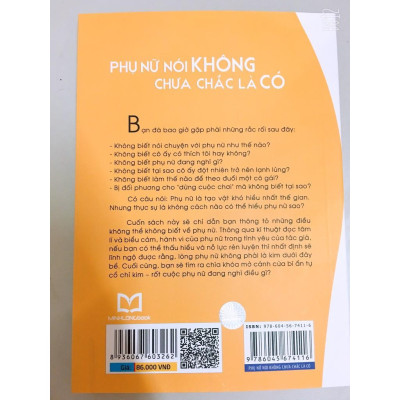 PHỤ NỮ NÓI KHÔNG
CHƯA CHẮC LÀ CÓ
Bạn đã bao giờ gặp phải những rắc rối sau đây:
- Không biết nói chuyện với phụ nữ như thế nào?
- Không biết cô ấy có thích tôi hay không?
- Không biết phụ nữ đang nghĩ gì?
- Không biết tại sao cô ấy đột nhiên trở nên lạnh lùng?
- Không biết làm thế nào để theo đuổi một cô gái?
- Bị đối phương cho "dừng cuộc chơi" mà không biết tại sao?
Có câu nói: Phụ nữ là tạo vật khó hiểu nhất thế gian.
Nhưng thực sự là không cách nào có thể hiểu phụ nữ sao?
Cuốn sách này sẽ chỉ dẫn bạn thông tỏ những điều
không thể không biết về phụ nữ. Thông qua kĩ thuật đọc tâm
lí và biểu cảm, hành vi của phụ nữ trong tình yêu của tác giả,
nếu bạn có thể thấu hiểu và nỗ lực rèn luyện thì nhất định sẽ
lĩnh ngộ được rằng, lòng phụ nữ không phải là kim dưới đáy
bể. Cuối cùng, bạn sẽ tìm ra chìa khóa mở cánh cửa bí ẩn tự
cổ chí kim – rốt cuộc phụ nữ đang nghĩ điều gì?
MINHLONGBOOK
8 936067 603262
Giá: 86.000 VNĐ
ISBN: 978-604-56-7411-6
9 786045 674116
PHỤ NỮ NÓI KHÔNG CHƯA CHẮC LÀ CÓ